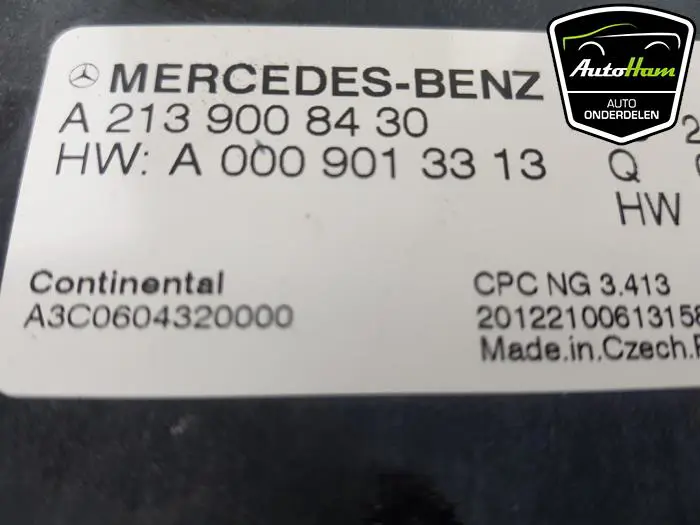 AutoHam
AUTO
ONDERDELEN
MERCEDES-BENZ
A 213 900 84 30
HW: A 000 901 33 13
Q
HW
Continental
A3C0604320000
CPC NG 3.413
20122100613158
Made.in.Czech.